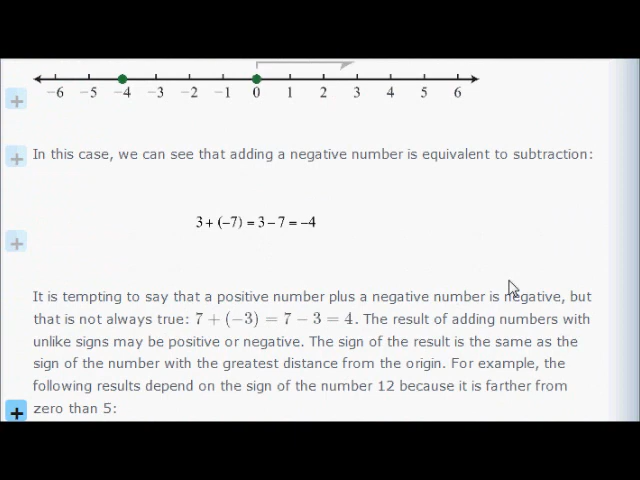 −6 −5 −4 −3 −2 −1 0 1 2 3 4 5 6
In this case, we can see that adding a negative number is equivalent to subtraction:
3 + (−7) = 3 − 7 = −4
It is tempting to say that a positive number plus a negative number is negative, but
that is not always true: 7 + (−3) = 7 − 3 = 4. The result of adding numbers with
unlike signs may be positive or negative. The sign of the result is the same as the
sign of the number with the greatest distance from the origin. For example, the
following results depend on the sign of the number 12 because it is farther from
zero than 5: